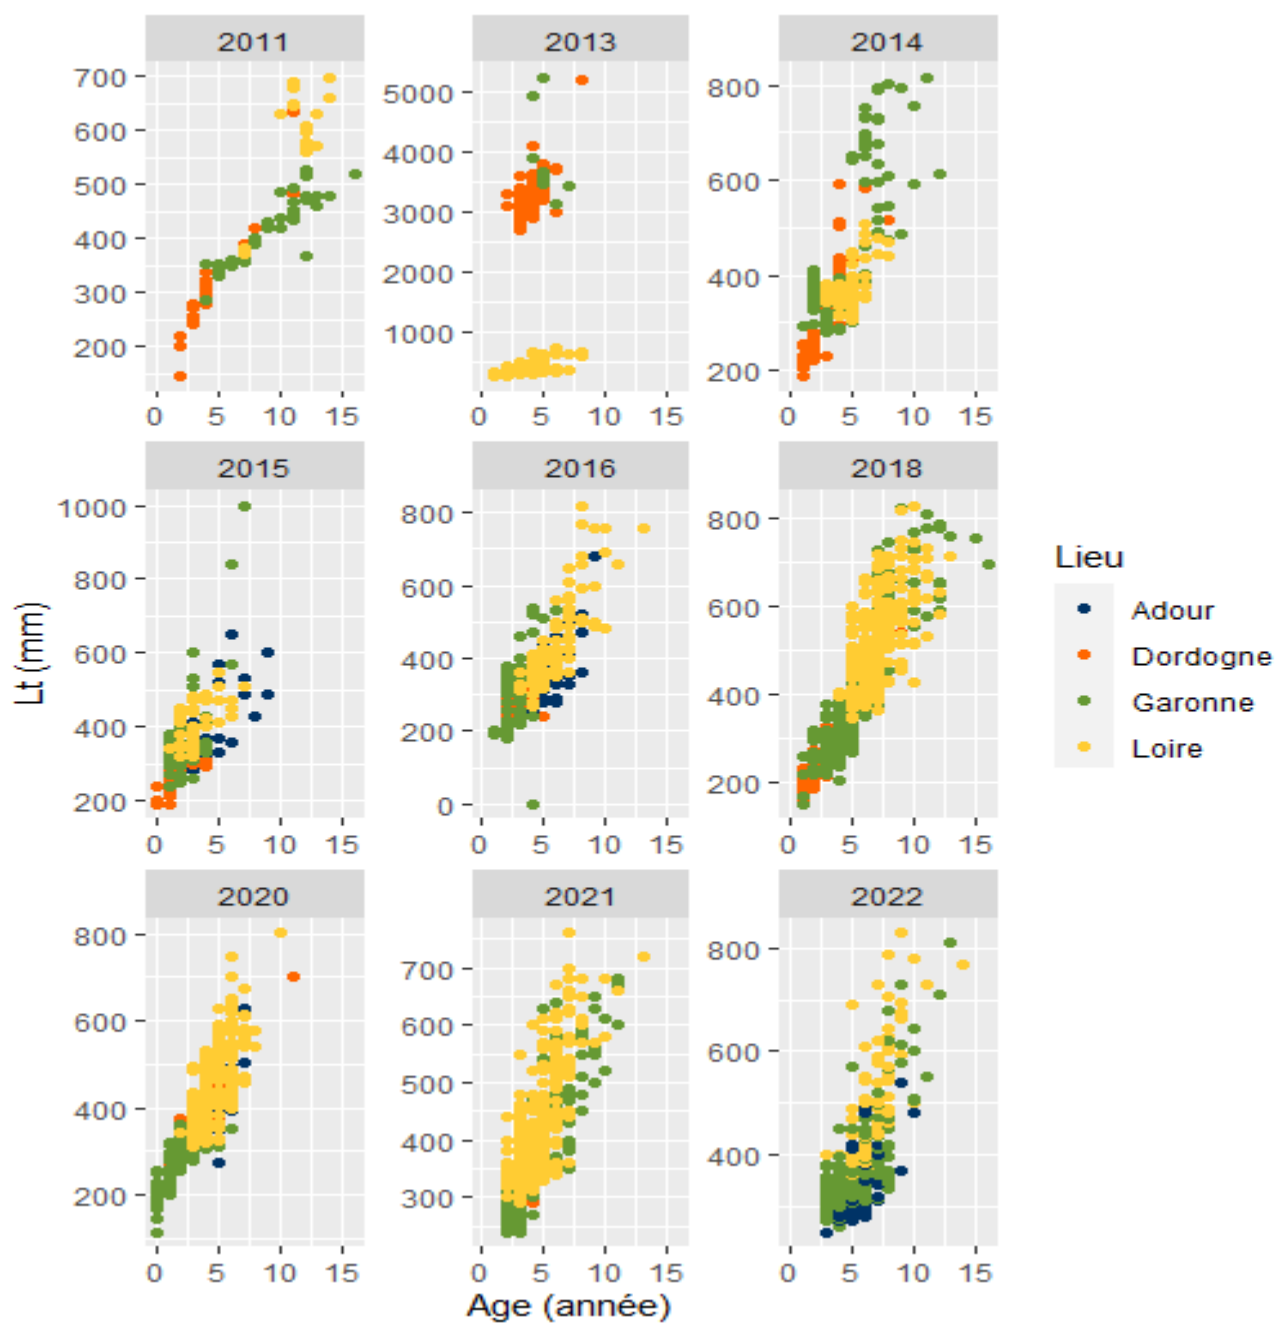 2011 2013 2014
700 600 500 400 300 200
5000 4000 3000 2000 1000
800 600 400 200
0 5 10 15 0 5 10 15 0 5 10 15
2015 2016 2018
1000 800 600 400 200
800 600 400 200 0
800 600 400 200
0 5 10 15 0 5 10 15 0 5 10 15
2020 2021 2022
800 600 400 200
700 600 500 400 300
800 600 400
0 5 10 15 0 5 10 15 0 5 10 15
Lt (mm)
Age (année)
Lieu
Adour
Dordogne
Garonne
Loire